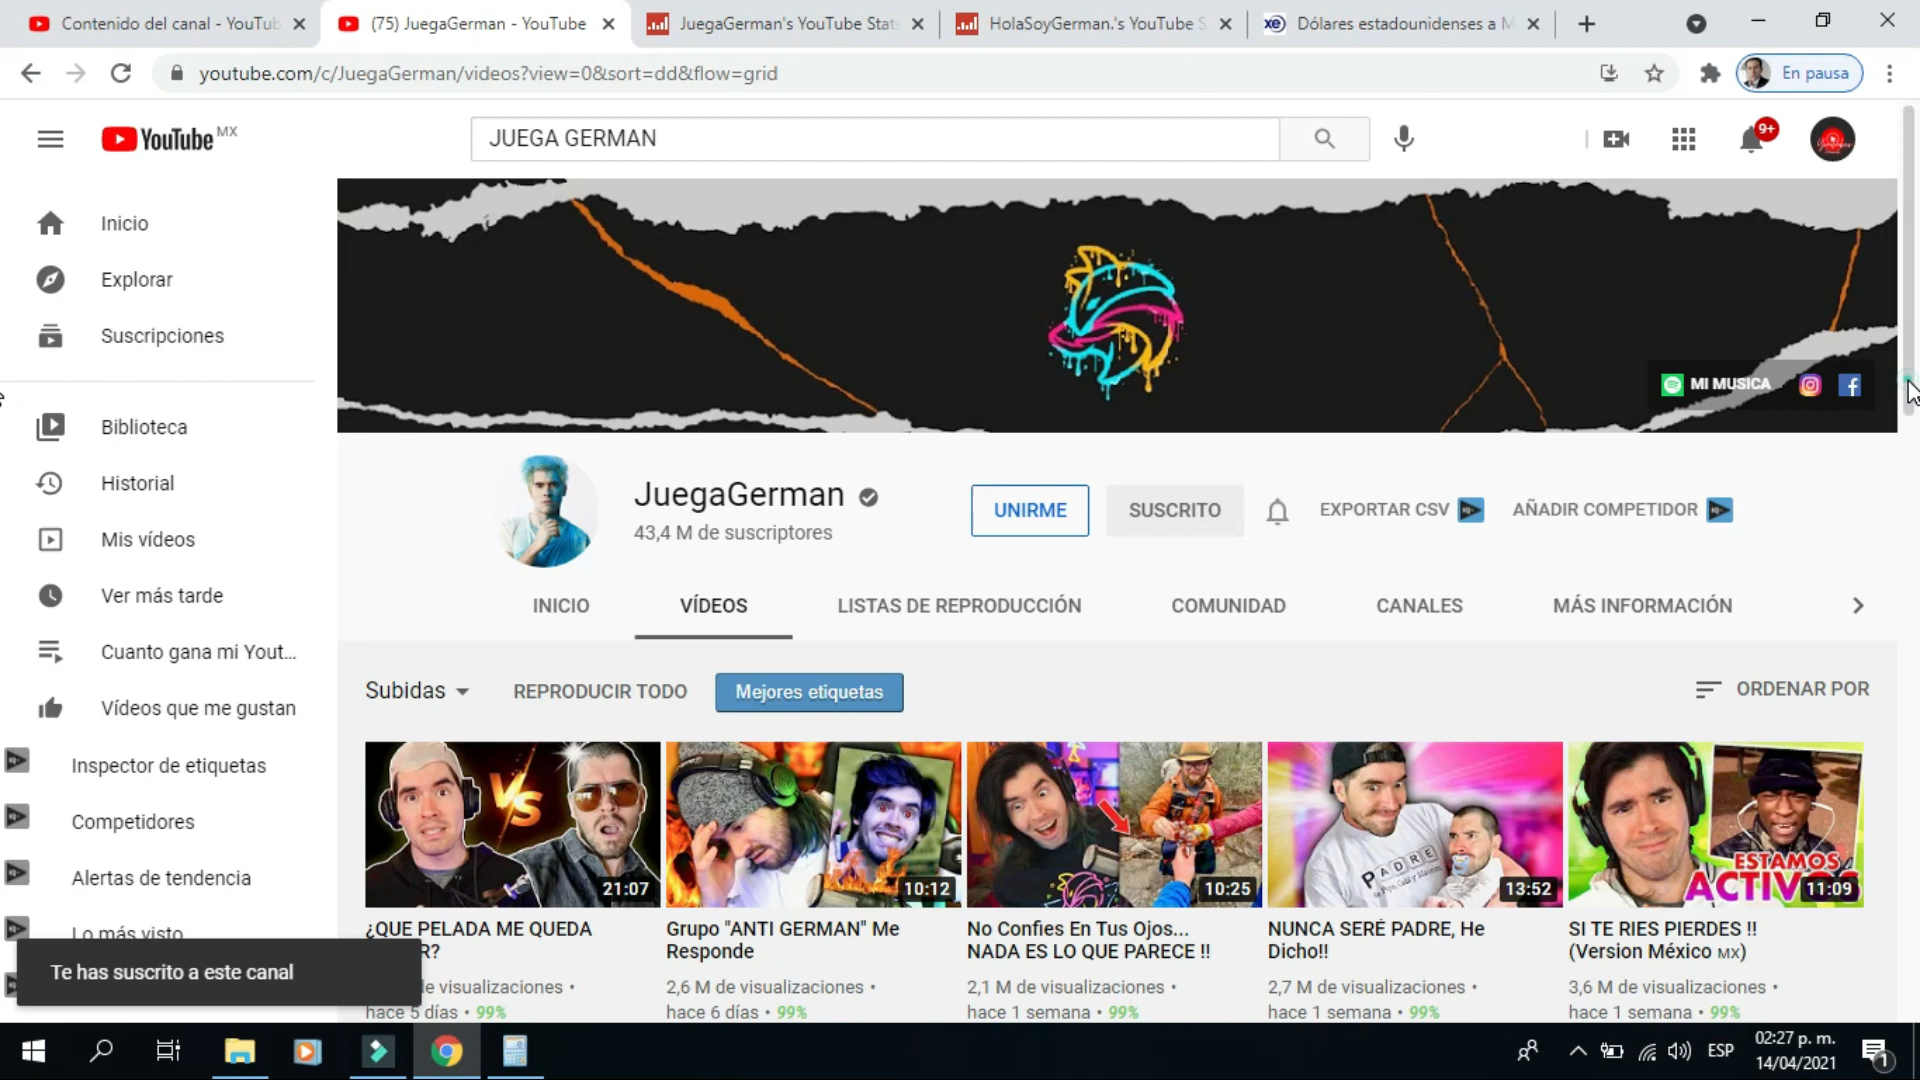 Contenido del canal - YouTub
(75) JuegaGerman - YouTube
JuegaGerman's YouTube Stats
HolaSoyGerman.'s YouTube S
Dólares estadounidenses a M
youtube.com/c/JuegaGerman/videos?view=0&sort=dd&flow=grid
En pausa
YouTube MX
JUEGA GERMAN
9+
Inicio
Explorar
Suscripciones
Biblioteca
Historial
Mis vídeos
Ver más tarde
Cuanto gana mi Yout...
Vídeos que me gustan
Inspector de etiquetas
Competidores
Alertas de tendencia
Lo más visto
Te has suscrito a este canal
MI MUSICA
JuegaGerman
43,4 M de suscriptores
UNIRME
SUSCRITO
EXPORTAR CSV
AÑADIR COMPETIDOR
INICIO
VÍDEOS
LISTAS DE REPRODUCCIÓN
COMUNIDAD
CANALES
MÁS INFORMACIÓN
Subidas
REPRODUCIR TODO
Mejores etiquetas
ORDENAR POR
VS
21:07
10:12
10:25
PADRE
13:52
ESTAMOS
ACTIVOS
11:09
¿QUE PELADA ME QUEDA
R?
de visualizaciones •
hace 5 días • 99%
Grupo "ANTI GERMAN" Me
Responde
2,6 M de visualizaciones •
hace 6 días • 99%
No Confies En Tus Ojos...
NADA ES LO QUE PARECE !!
2,1 M de visualizaciones •
hace 1 semana • 99%
NUNCA SERÉ PADRE, He
Dicho!!
2,7 M de visualizaciones •
hace 1 semana • 99%
SI TE RIES PIERDES !!
(Version México MX)
3,6 M de visualizaciones •
hace 1 semana • 99%
ESP
02:27 p. m.
14/04/2021
1